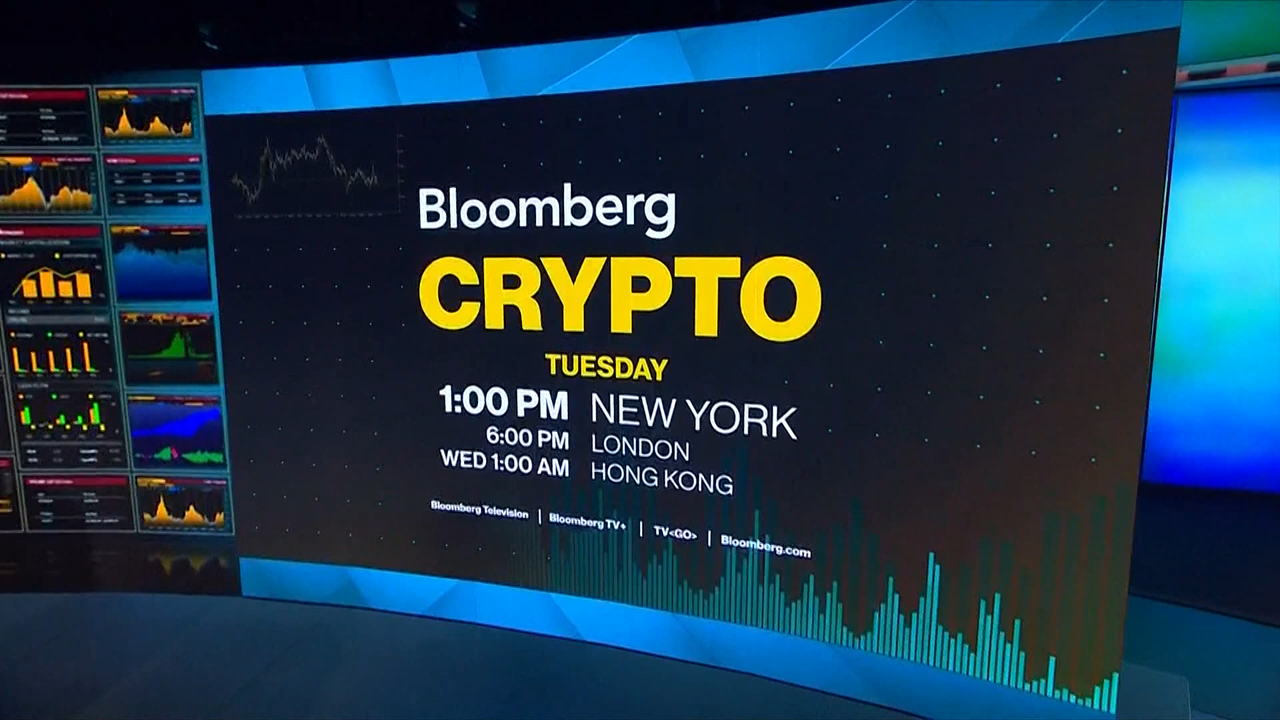 Bloomberg
CRYPTO
TUESDAY
1:00 PM NEW YORK
6:00 PM LONDON
WED 1:00 AM HONG KONG
Bloomberg Television | Bloomberg TV+ | TV<GO> | Bloomberg.com